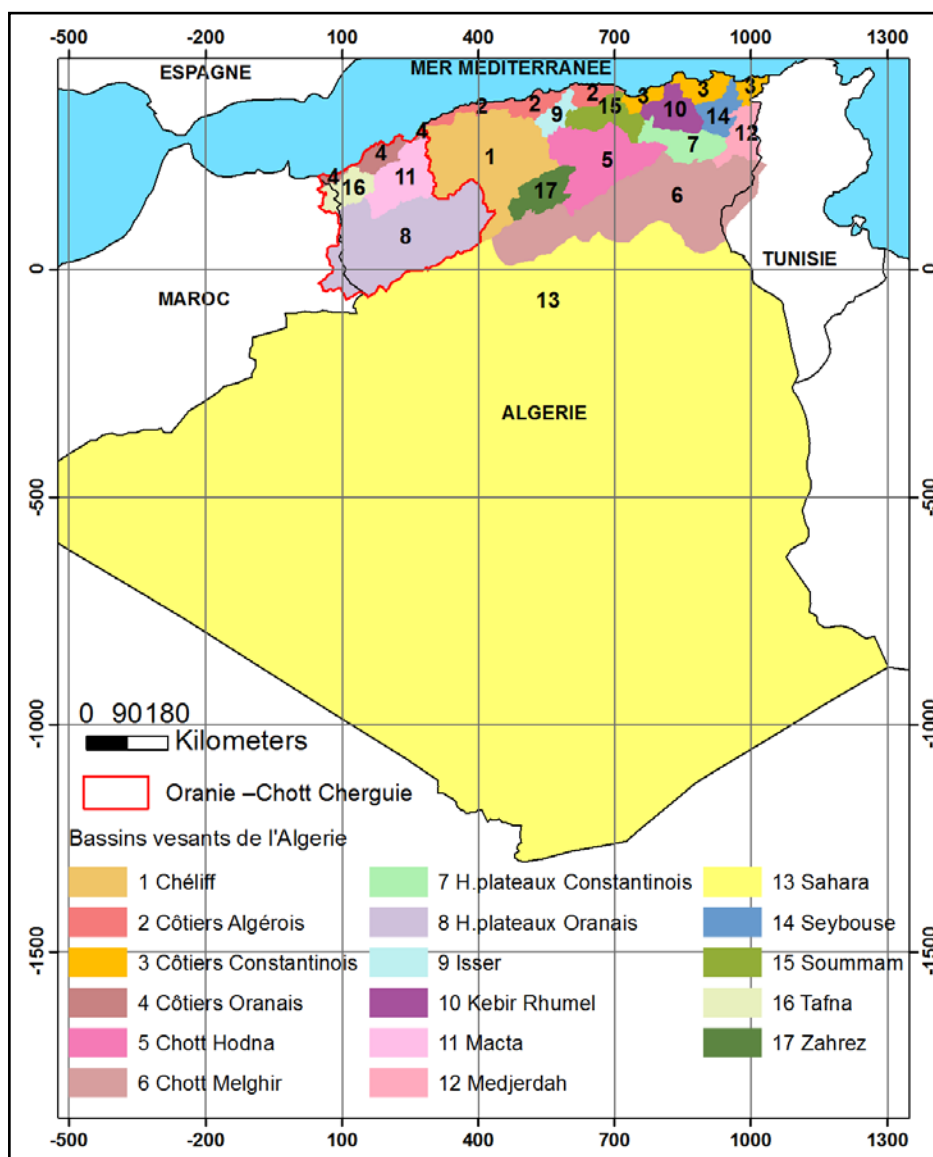 -500 -200 100 400 700 1000 1300
ESPAGNE
MER MEDITERRANEE
3 3
2 2 2 3
15 10
9 14
4 12
4 1 7
4 16 11 5
17 6
8
0 0
TUNISIE
MAROC
13
ALGERIE
-500 -500
0 90 180
Kilometers
-1000 -1000
Oranie –Chott Cherguie
Bassins vesants de l'Algerie
1 Chéliff
2 Côtiers Algérois
3 Côtiers Constantinois
4 Côtiers Oranais
5 Chott Hodna
6 Chott Melghir
7 H.plateaux Constantinois
8 H.plateaux Oranais
9 Isser
10 Kebir Rhumel
11 Macta
12 Medjerdah
13 Sahara
14 Seybouse
15 Soummam
16 Tafna
17 Zahrez
-1500 -1500
-500 -200 100 400 700 1000 1300